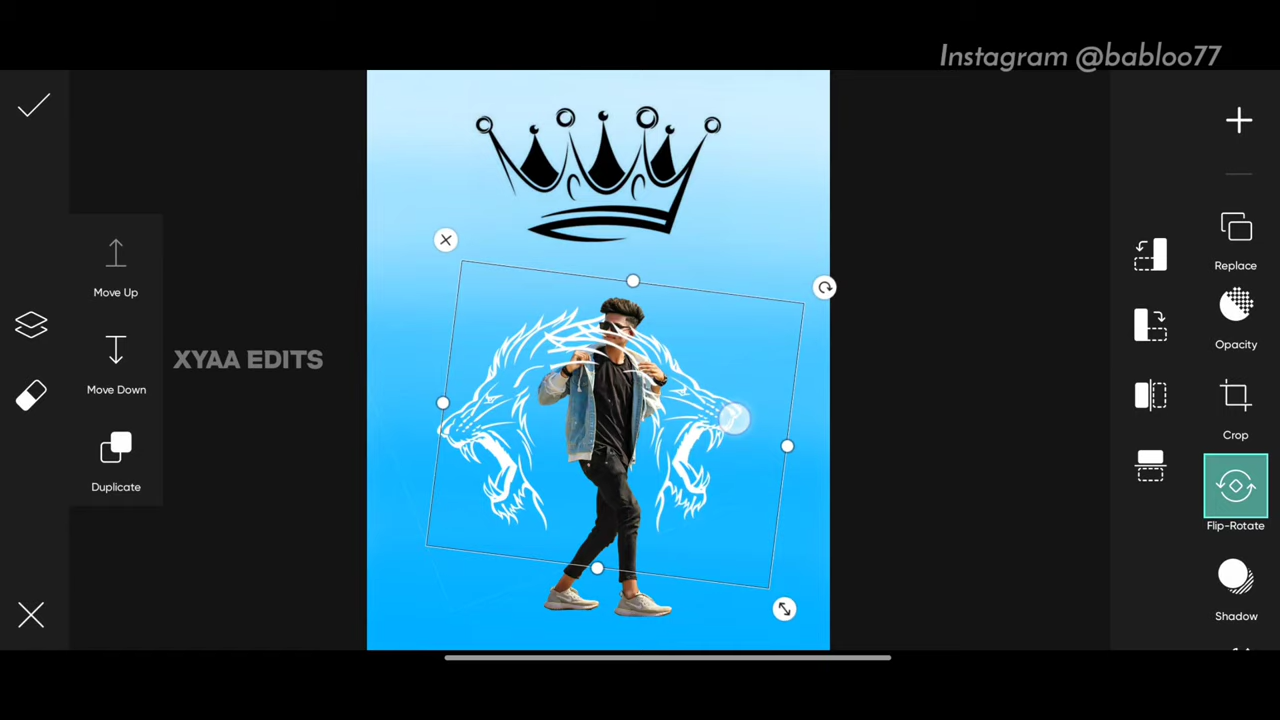 Instagram @babloo77
Move Up
Replace
Opacity
XYAA EDITS
Move Down
Crop
Duplicate
Flip-Rotate
Shadow